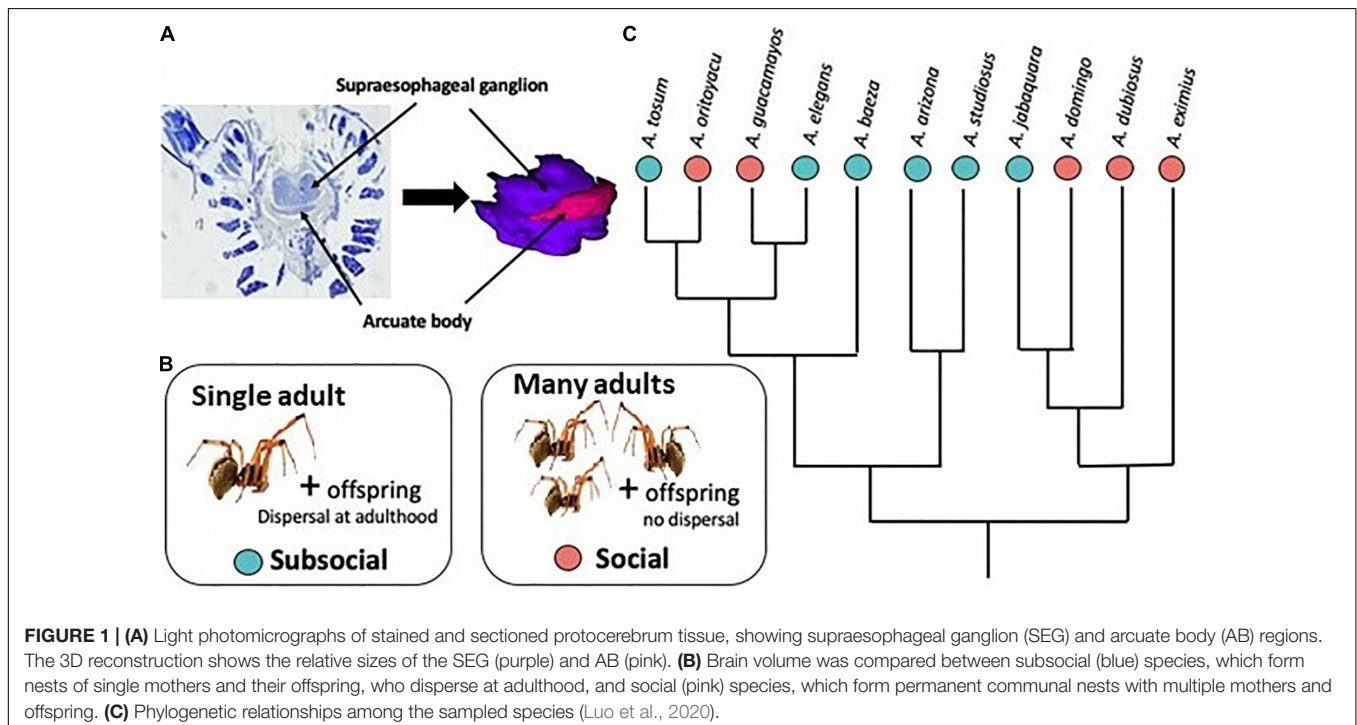 A
Supraesophageal ganglion
Arcuate body
B
Single adult
+ offspring
Dispersal at adulthood
Subsocial
Many adults
+ offspring
no dispersal
Social
C
A. tosum
A. oritoyacu
A. guacamayos
A. elegans
A. baeza
A. arizona
A. studiosus
A. jabaquara
A. domingo
A. dubiosus
A. eximius
FIGURE 1 | (A) Light photomicrographs of stained and sectioned protocerebrum tissue, showing supraesophageal ganglion (SEG) and arcuate body (AB) regions.
The 3D reconstruction shows the relative sizes of the SEG (purple) and AB (pink). (B) Brain volume was compared between subsocial (blue) species, which form
nests of single mothers and their offspring, who disperse at adulthood, and social (pink) species, which form permanent communal nests with multiple mothers and
offspring. (C) Phylogenetic relationships among the sampled species (Luo et al., 2020).